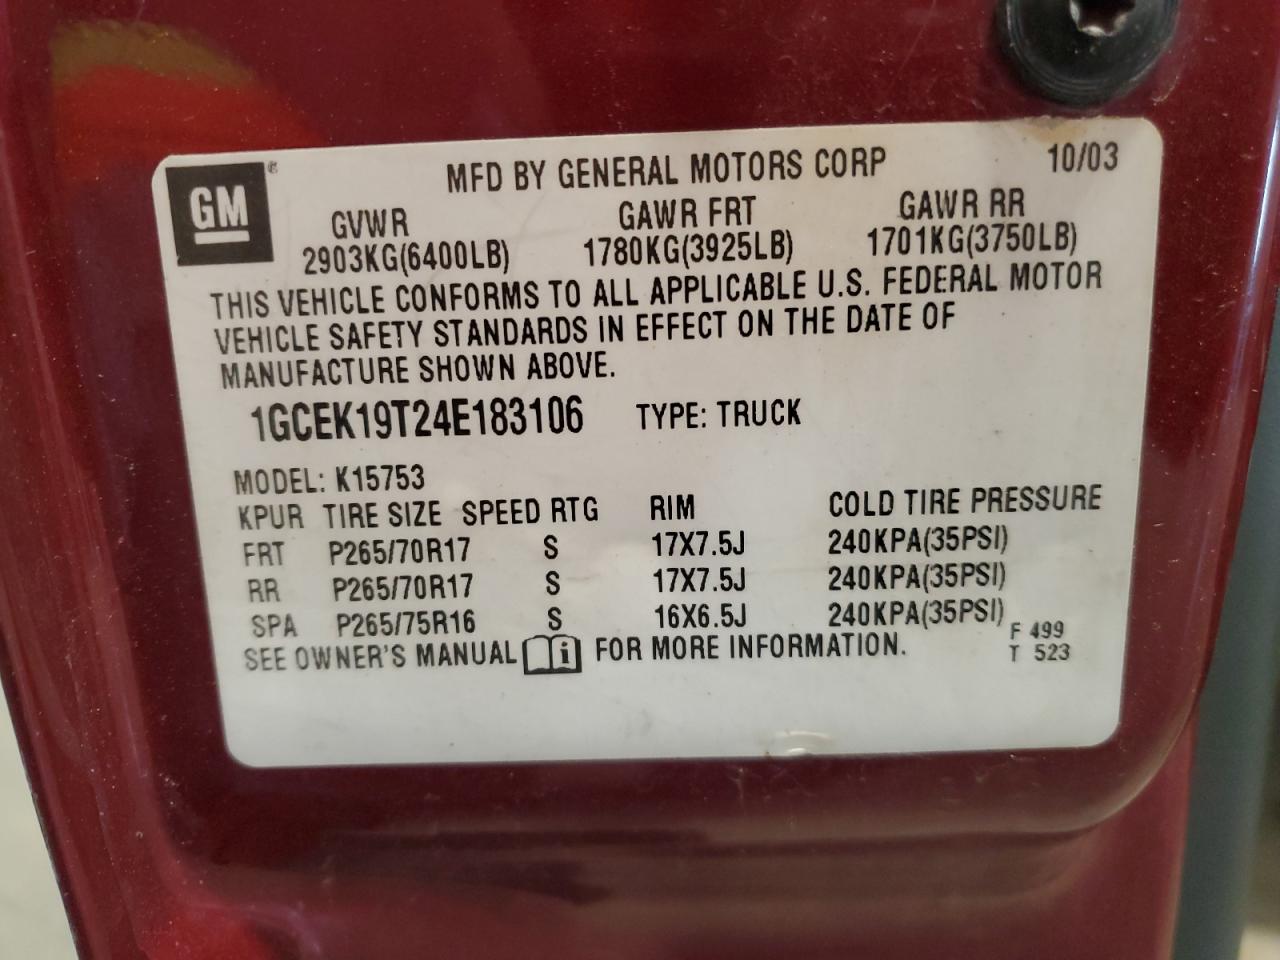 GM
MFD BY GENERAL MOTORS CORP 10/03
GVWR GAWR FRT GAWR RR
2903KG(6400LB) 1780KG(3925LB) 1701KG(3750LB)
THIS VEHICLE CONFORMS TO ALL APPLICABLE U.S. FEDERAL MOTOR
VEHICLE SAFETY STANDARDS IN EFFECT ON THE DATE OF
MANUFACTURE SHOWN ABOVE.
1GCEK19T24E183106 TYPE: TRUCK
MODEL: K15753
KPUR TIRE SIZE SPEED RTG RIM COLD TIRE PRESSURE
FRT P265/70R17 S 17X7.5J 240KPA(35PSI)
RR P265/70R17 S 17X7.5J 240KPA(35PSI)
SPA P265/75R16 S 16X6.5J 240KPA(35PSI)
F 499
SEE OWNER'S MANUAL i FOR MORE INFORMATION.
T 523